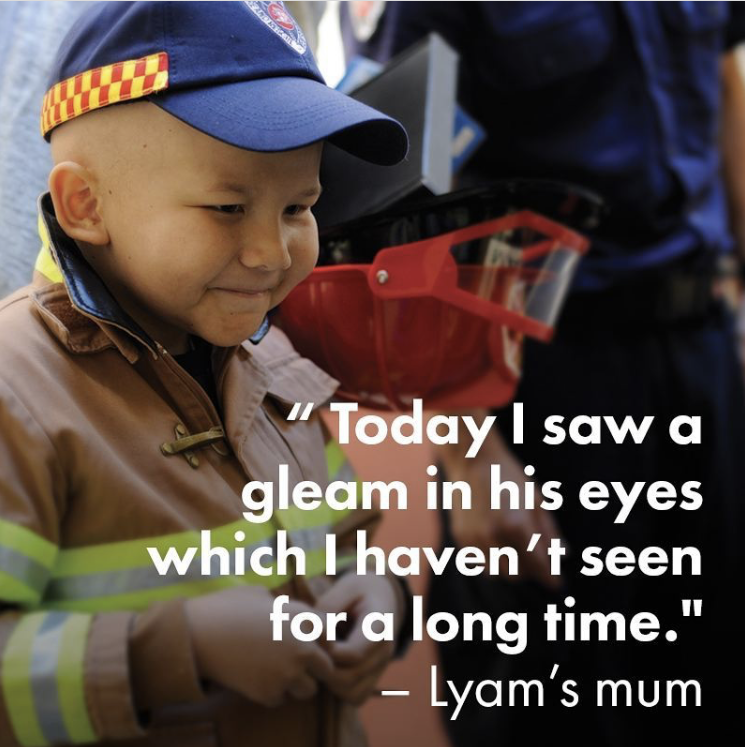 “ Today I saw a
gleam in his eyes
which I haven’t seen
for a long time."
– Lyam’s mum